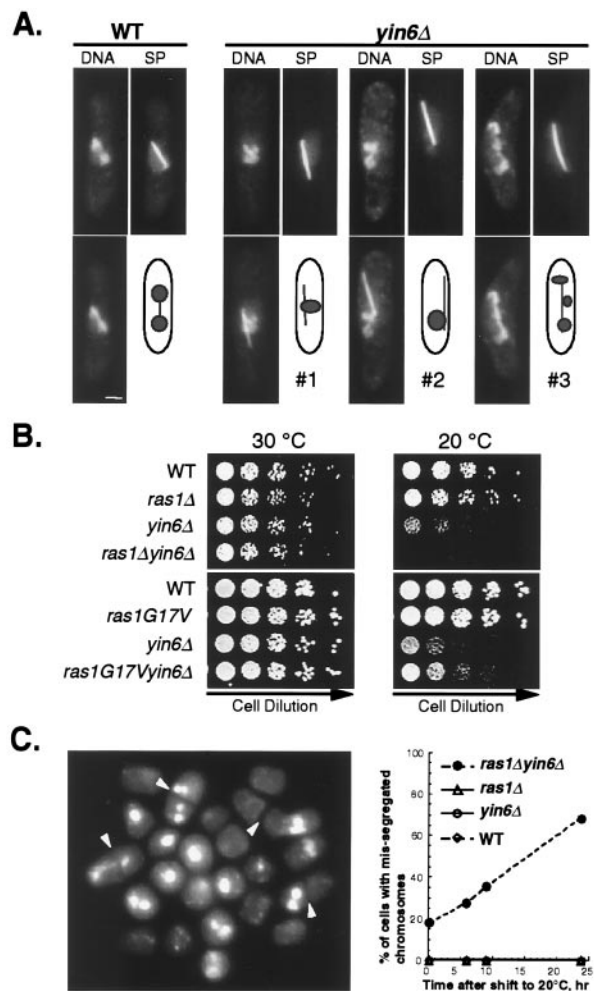 A.
WT
yin6Δ
DNA SP DNA SP DNA SP DNA SP
#1 #2 #3
B.
30 °C 20 °C
WT
ras1Δ
yin6Δ
ras1Δyin6Δ
WT
ras1G17V
yin6Δ
ras1G17Vyin6Δ
Cell Dilution Cell Dilution
C.
% of cells with mis-segregated
chromosomes
100
80
60
40
20
0
ras1Δyin6Δ
ras1Δ
yin6Δ
WT
0 5 10 15 20 25
Time after shift to 20°C, hr